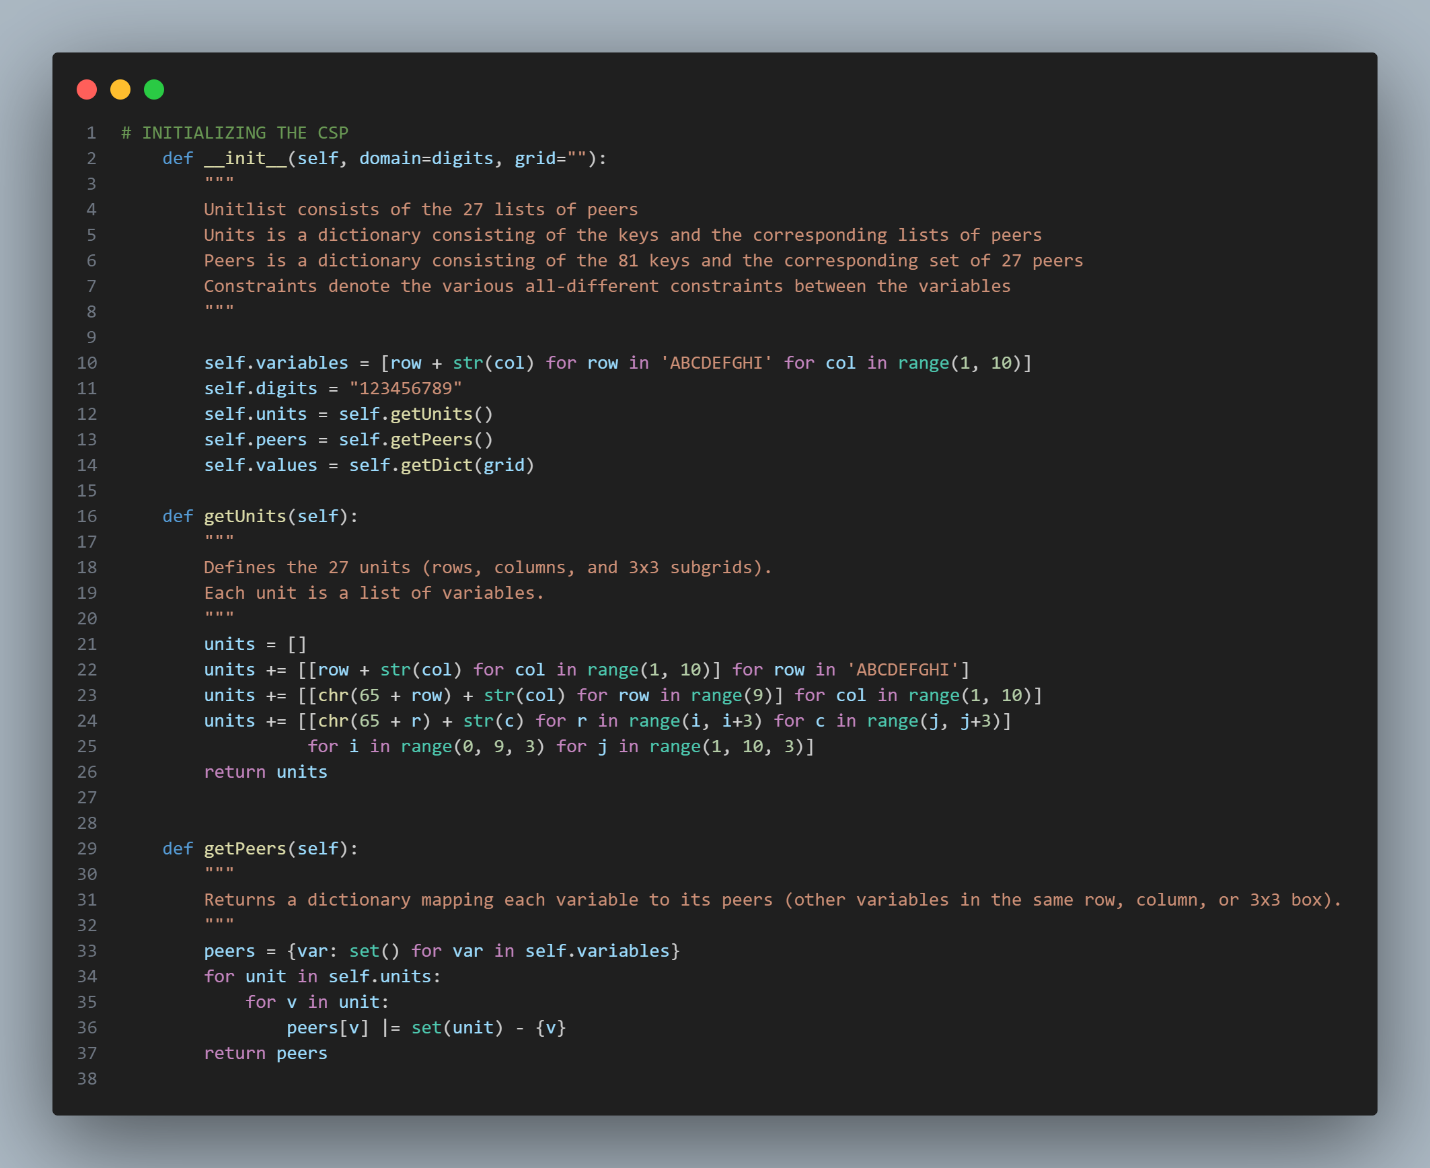 1 # INITIALIZING THE CSP
2     def __init__(self, domain=digits, grid=""):
3         """
4         Unitlist consists of the 27 lists of peers
5         Units is a dictionary consisting of the keys and the corresponding lists of peers
6         Peers is a dictionary consisting of the 81 keys and the corresponding set of 27 peers
7         Constraints denote the various all-different constraints between the variables
8         """
9
10         self.variables = [row + str(col) for row in 'ABCDEFGHI' for col in range(1, 10)]
11         self.digits = "123456789"
12         self.units = self.getUnits()
13         self.peers = self.getPeers()
14         self.values = self.getDict(grid)
15
16     def getUnits(self):
17         """
18         Defines the 27 units (rows, columns, and 3x3 subgrids).
19         Each unit is a list of variables.
20         """
21         units = []
22         units += [[row + str(col) for col in range(1, 10)] for row in 'ABCDEFGHI']
23         units += [[chr(65 + row) + str(col) for row in range(9)] for col in range(1, 10)]
24         units += [[chr(65 + r) + str(c) for r in range(i, i+3) for c in range(j, j+3)]
25                   for i in range(0, 9, 3) for j in range(1, 10, 3)]
26         return units
27
28
29     def getPeers(self):
30         """
31         Returns a dictionary mapping each variable to its peers (other variables in the same row, column, or 3x3 box).
32         """
33         peers = {var: set() for var in self.variables}
34         for unit in self.units:
35             for v in unit:
36                 peers[v] |= set(unit) - {v}
37         return peers
38